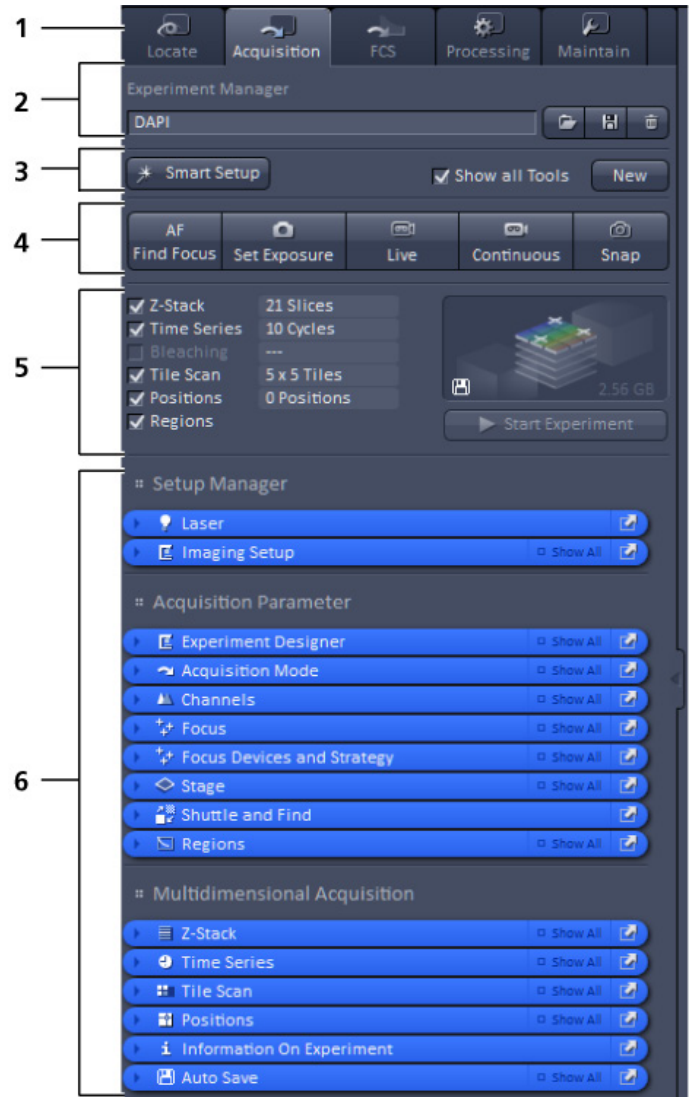 1
Locate Acquisition FCS Processing Maintain
2
Experiment Manager
DAPI
3
Smart Setup Show all Tools New
4
AF
Find Focus Set Exposure Live Continuous Snap
5
Z-Stack 21 Slices
Time Series 10 Cycles
Bleaching ---
Tile Scan 5 x 5 Tiles
Positions 0 Positions
Regions
2.56 GB
Start Experiment
6
Setup Manager
Laser
Imaging Setup Show All
Acquisition Parameter
Experiment Designer Show All
Acquisition Mode Show All
Channels Show All
Focus Show All
Focus Devices and Strategy Show All
Stage Show All
Shuttle and Find
Regions Show All
Multidimensional Acquisition
Z-Stack Show All
Time Series Show All
Tile Scan Show All
Positions Show All
Information On Experiment
Auto Save Show All